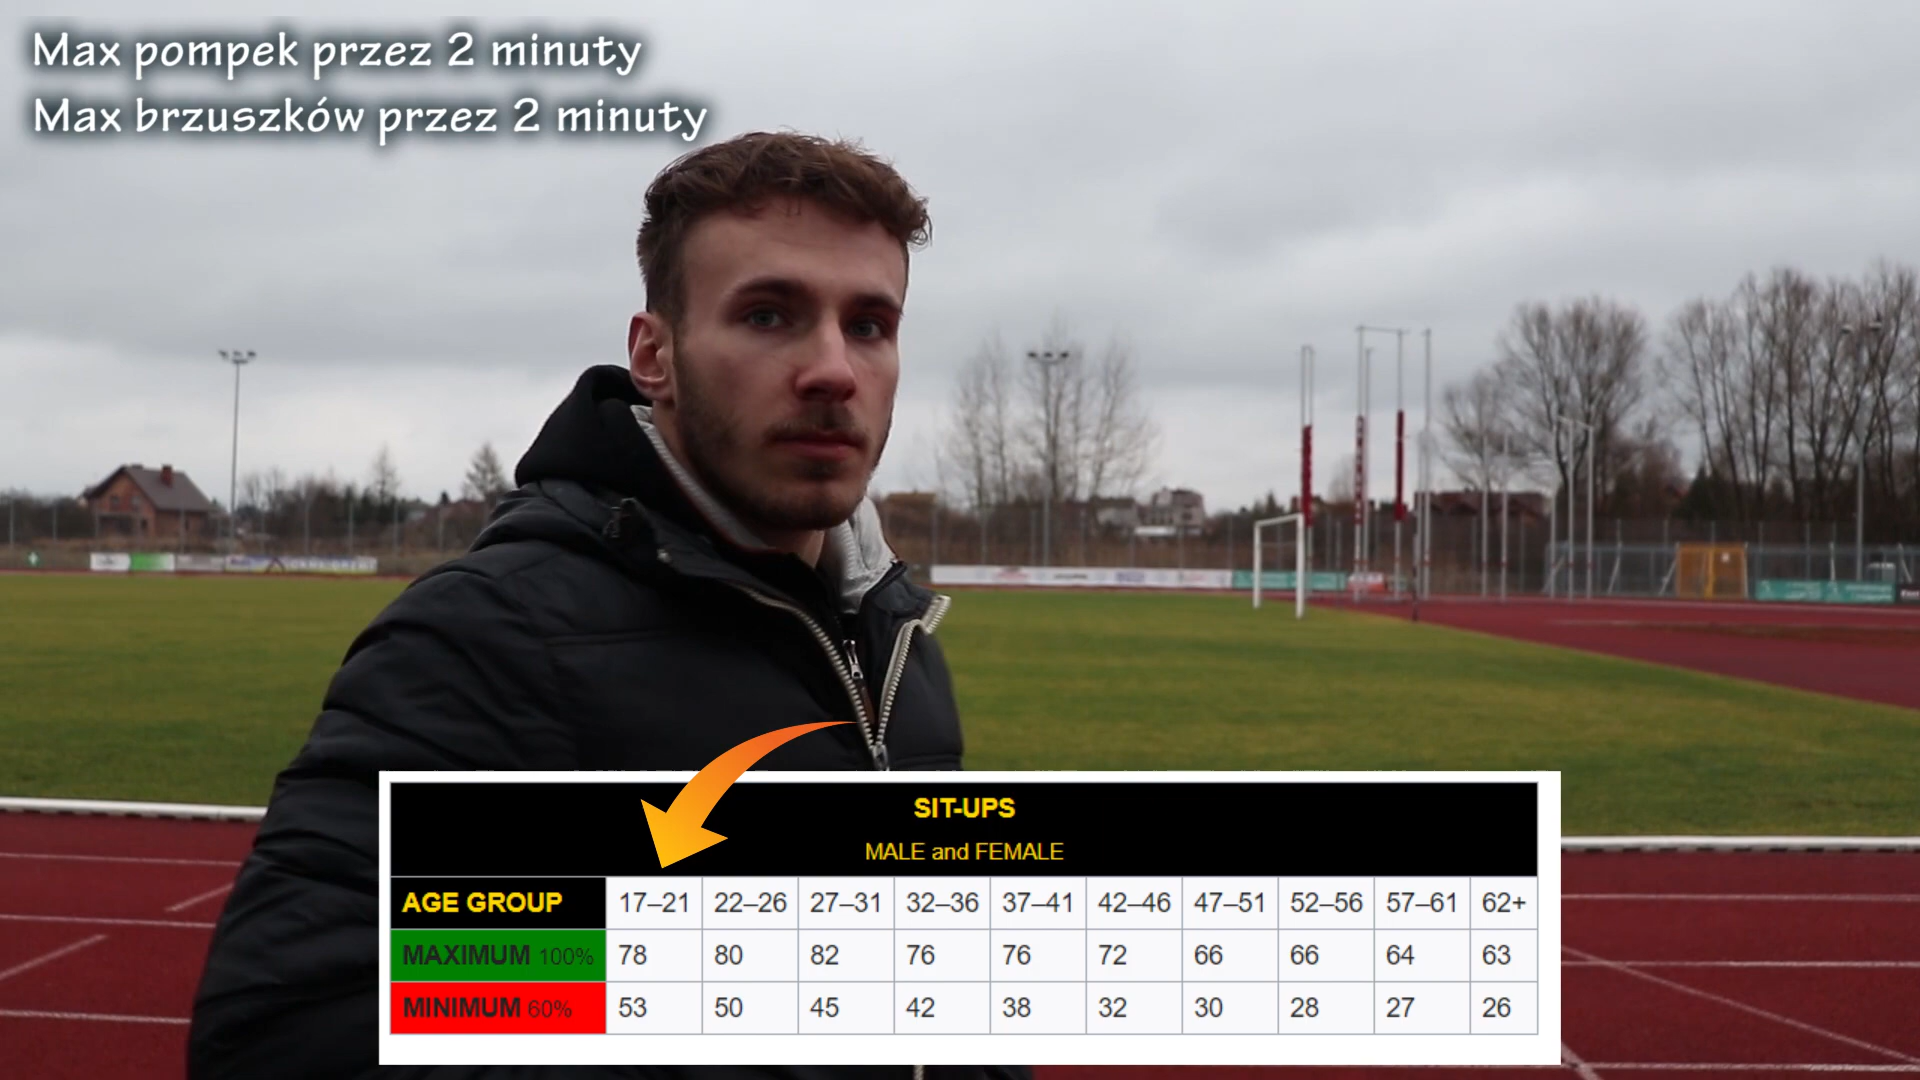 Max pompek przez 2 minuty
Max brzuszków przez 2 minuty
SIT-UPS
MALE and FEMALE
AGE GROUP 17–21 22–26 27–31 32–36 37–41 42–46 47–51 52–56 57–61 62+
MAXIMUM 100% 78 80 82 76 76 72 66 66 64 63
MINIMUM 60% 53 50 45 42 38 32 30 28 27 26